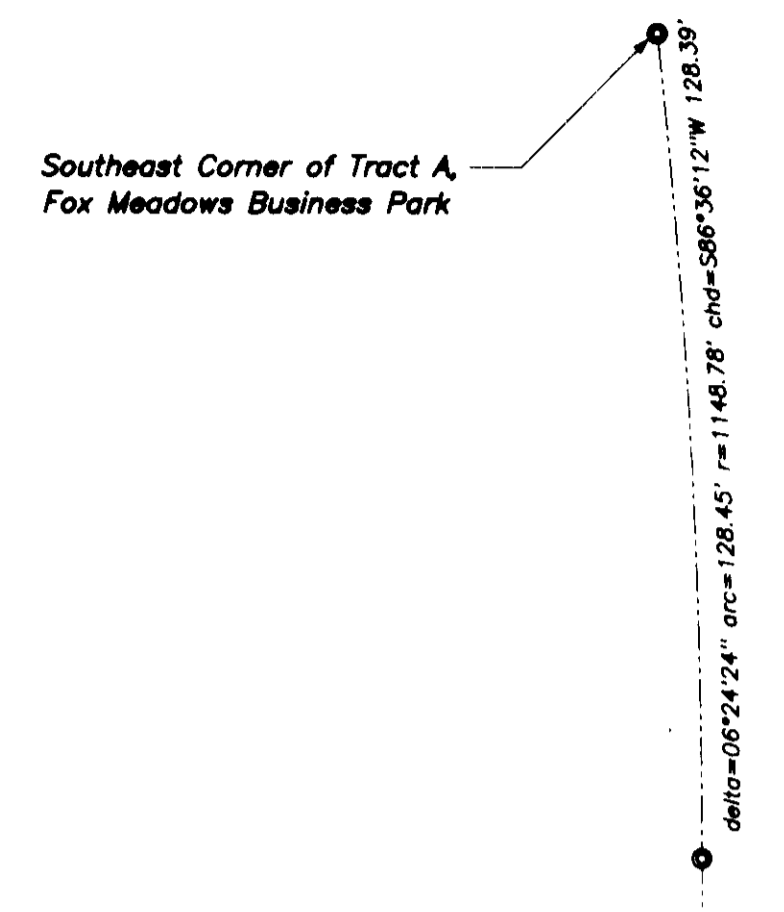 Southeast Corner of Tract A,
Fox Meadows Business Park
delta=06°24'24" arc=128.45' r=1148.78' chd=S86°36'12"W 128.39'